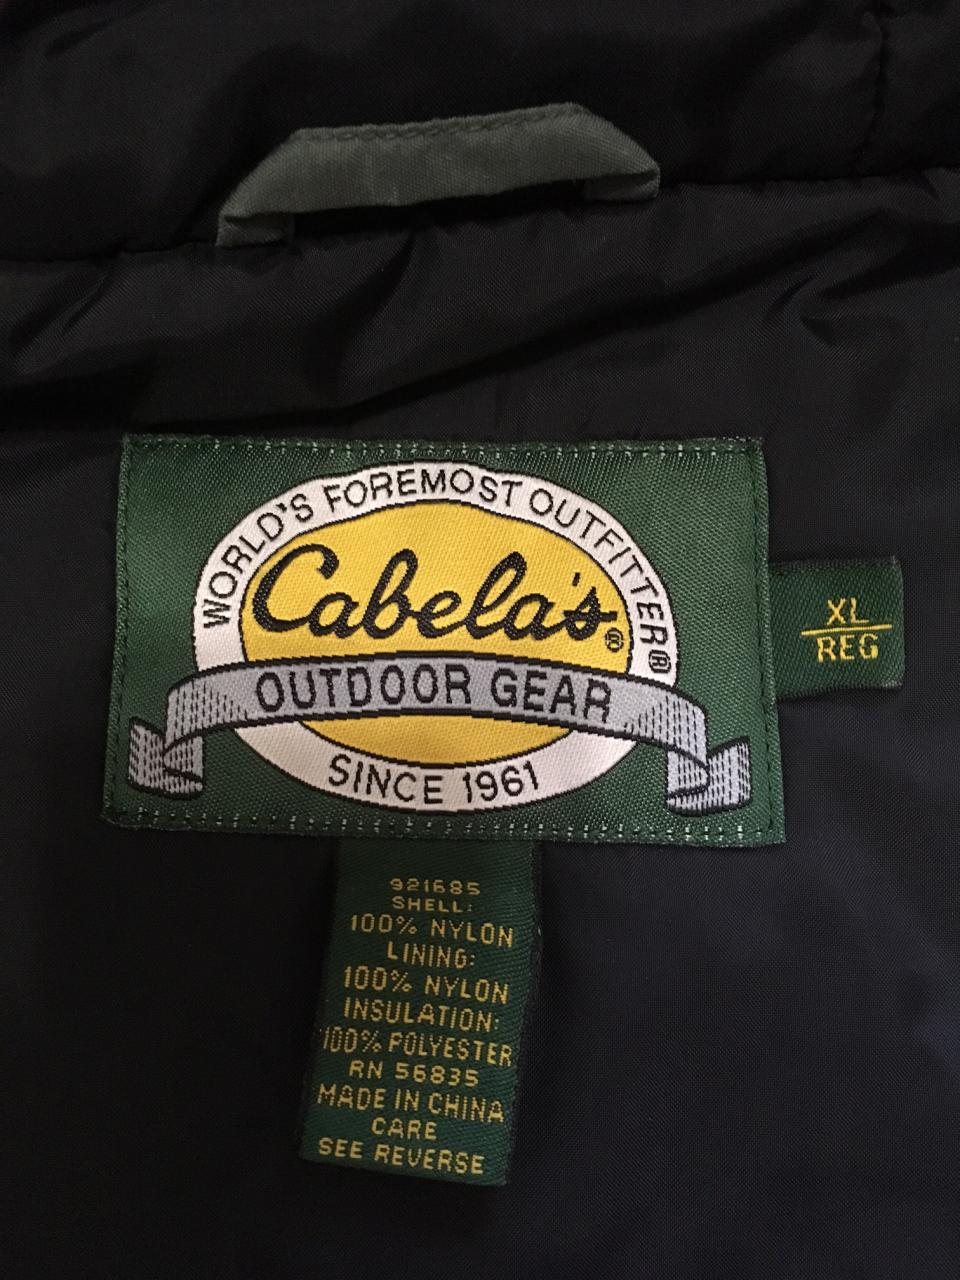 WORLD'S FOREMOST OUTFITTER®
Cabela's®
OUTDOOR GEAR
SINCE 1961
XL
REG
921685
SHELL:
100% NYLON
LINING:
100% NYLON
INSULATION:
100% POLYESTER
RN 56835
MADE IN CHINA
CARE
SEE REVERSE